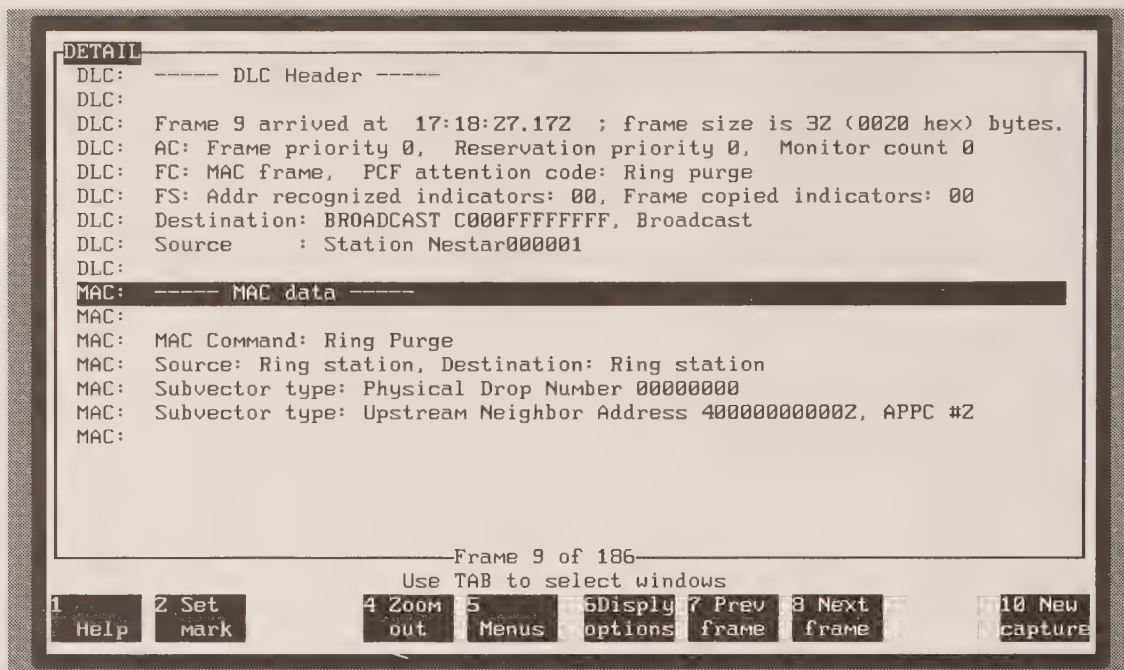 DETAIL
DLC: ----- DLC Header -----
DLC:
DLC: Frame 9 arrived at 17:18:27.172 ; frame size is 32 (0020 hex) bytes.
DLC: AC: Frame priority 0, Reservation priority 0, Monitor count 0
DLC: FC: MAC frame, PCF attention code: Ring purge
DLC: FS: Addr recognized indicators: 00, Frame copied indicators: 00
DLC: Destination: BROADCAST C000FFFFFFFF, Broadcast
DLC: Source : Station Nestar000001
DLC:
MAC: ----- MAC data -----
MAC:
MAC: MAC Command: Ring Purge
MAC: Source: Ring station, Destination: Ring station
MAC: Subvector type: Physical Drop Number 00000000
MAC: Subvector type: Upstream Neighbor Address 400000000002, APPC #2
MAC:
Frame 9 of 186
Use TAB to select windows
1 2 Set 4 Zoom 5 6Disply 7 Prev 8 Next 10 New
Help mark out Menus options frame frame capture